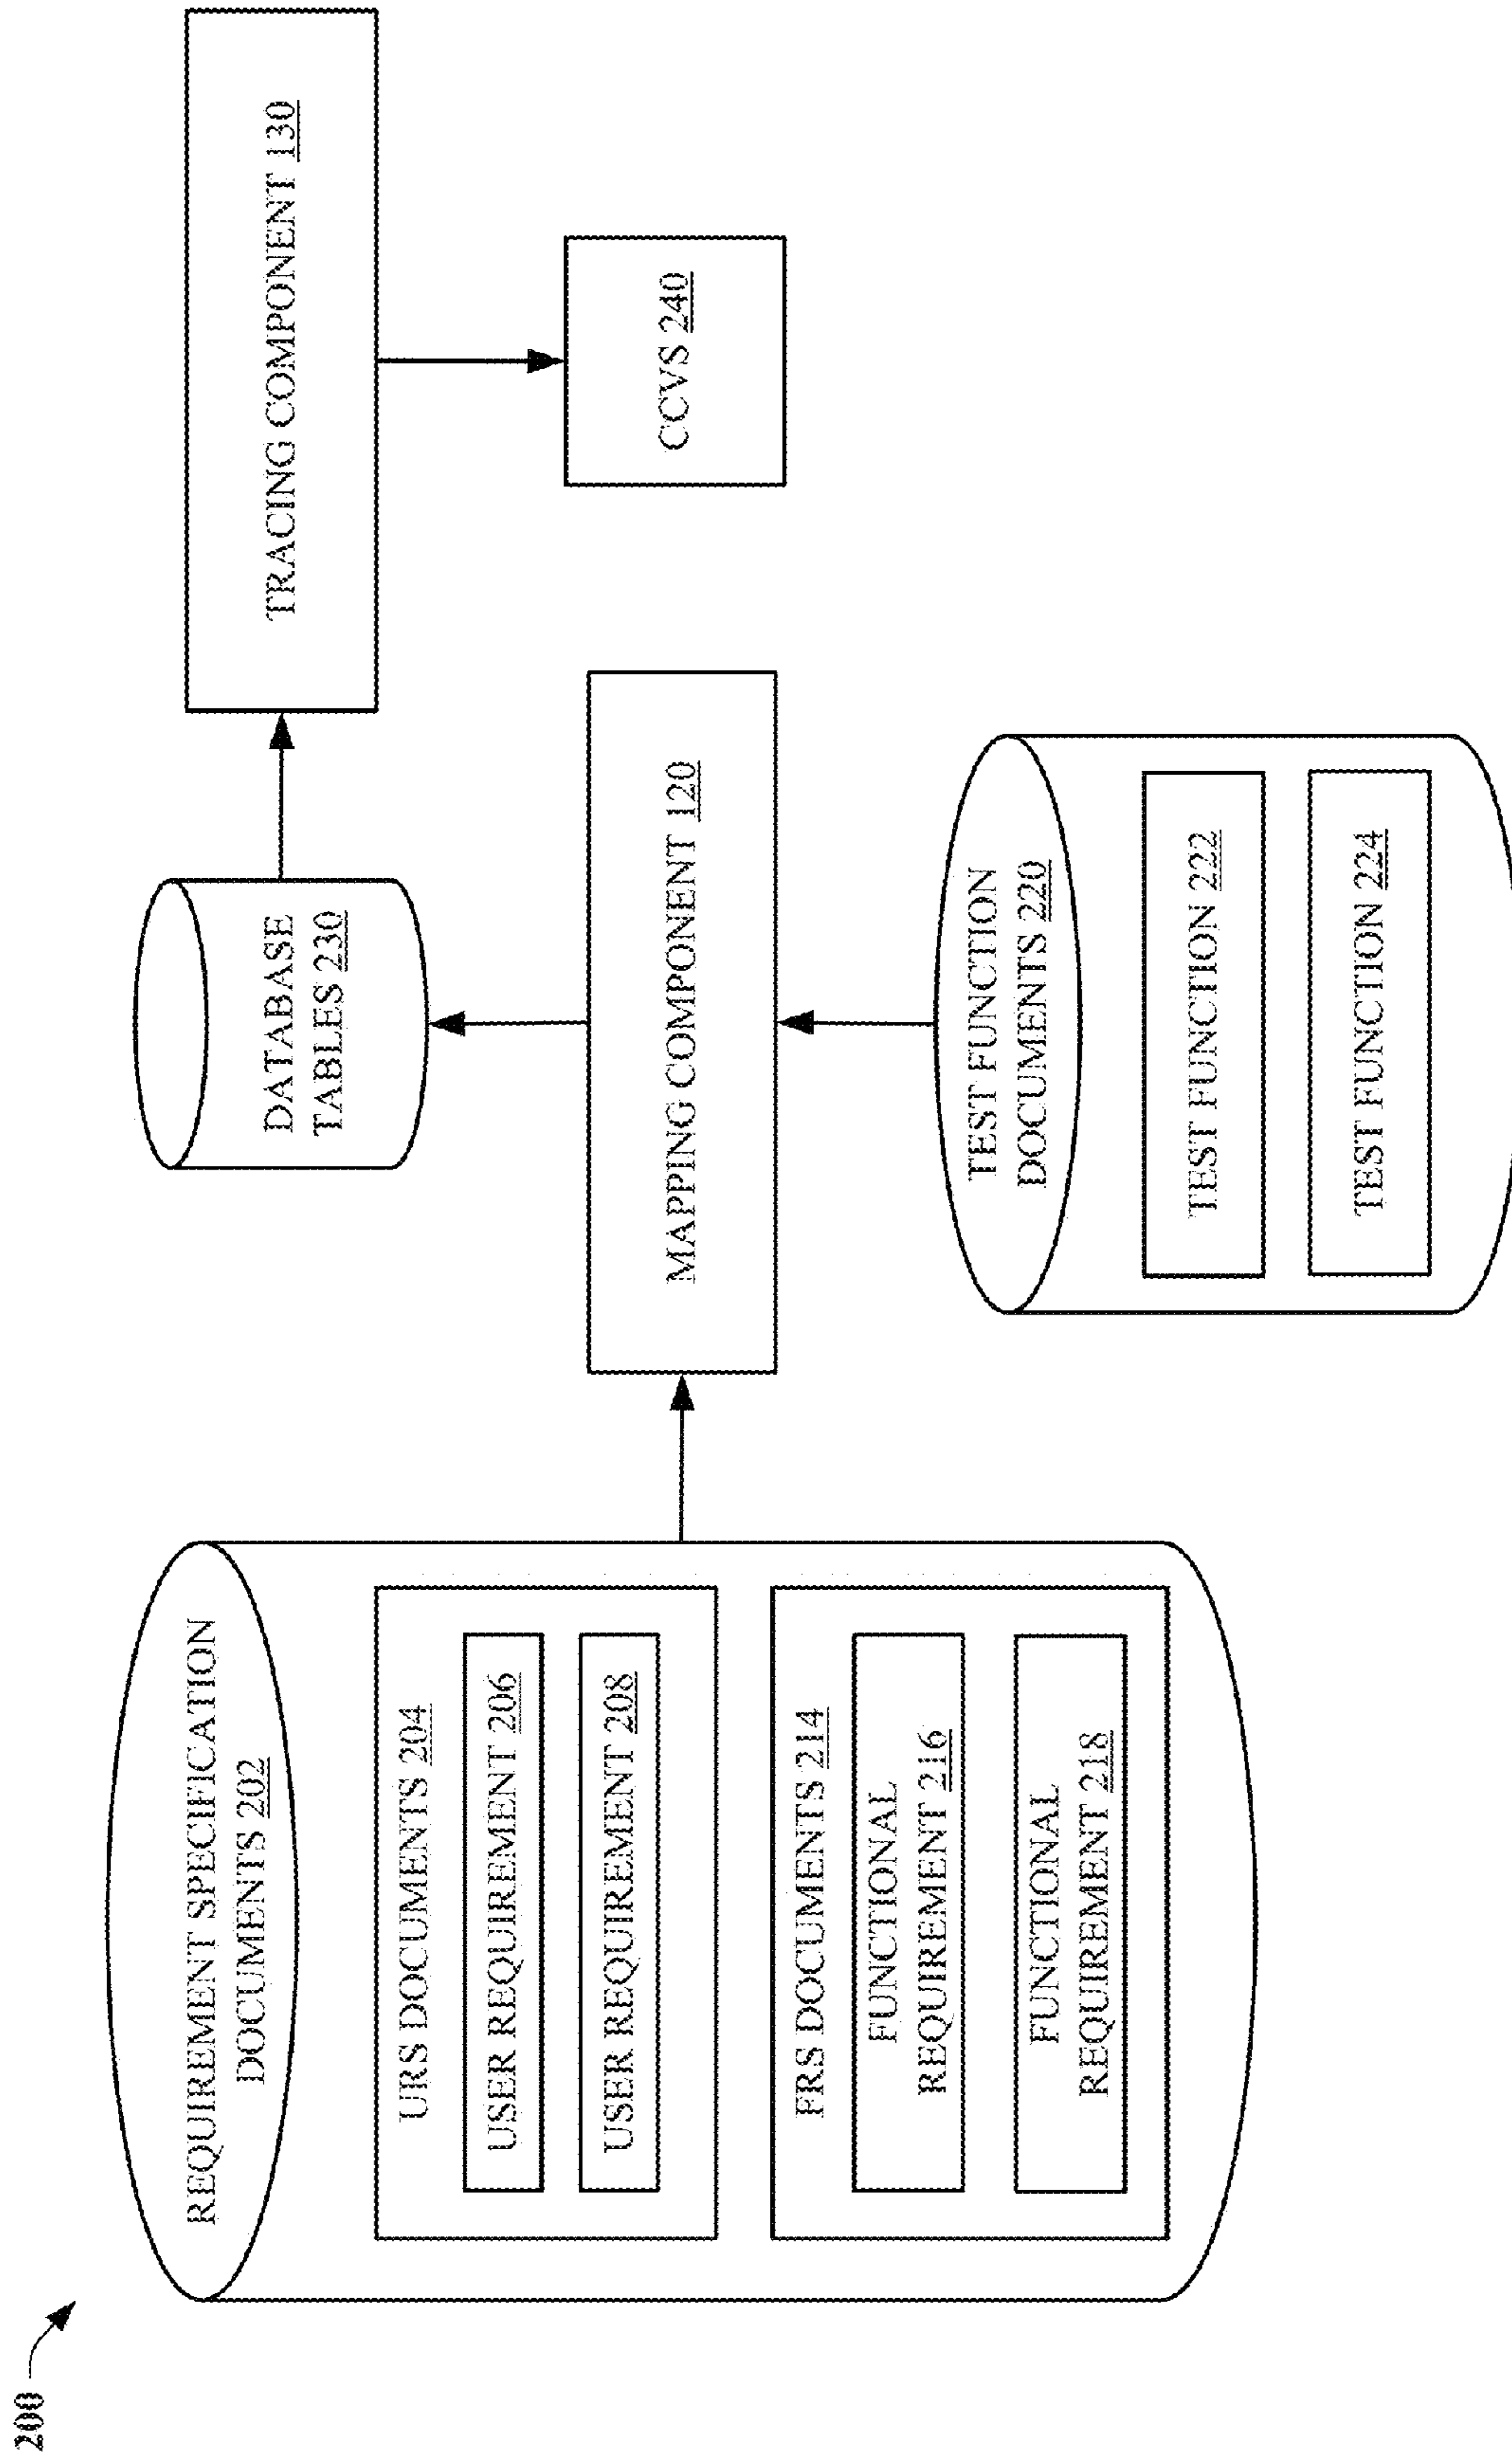 200
REQUIREMENT SPECIFICATION
DOCUMENTS 202
URS DOCUMENTS 204
USER REQUIREMENT 206
USER REQUIREMENT 208
FRS DOCUMENTS 214
FUNCTIONAL
REQUIREMENT 216
FUNCTIONAL
REQUIREMENT 218
DATABASE
TABLES 230
MAPPING COMPONENT 120
TEST FUNCTION
DOCUMENTS 220
TEST FUNCTION 222
TEST FUNCTION 224
TRACING COMPONENT 130
CCVS 240